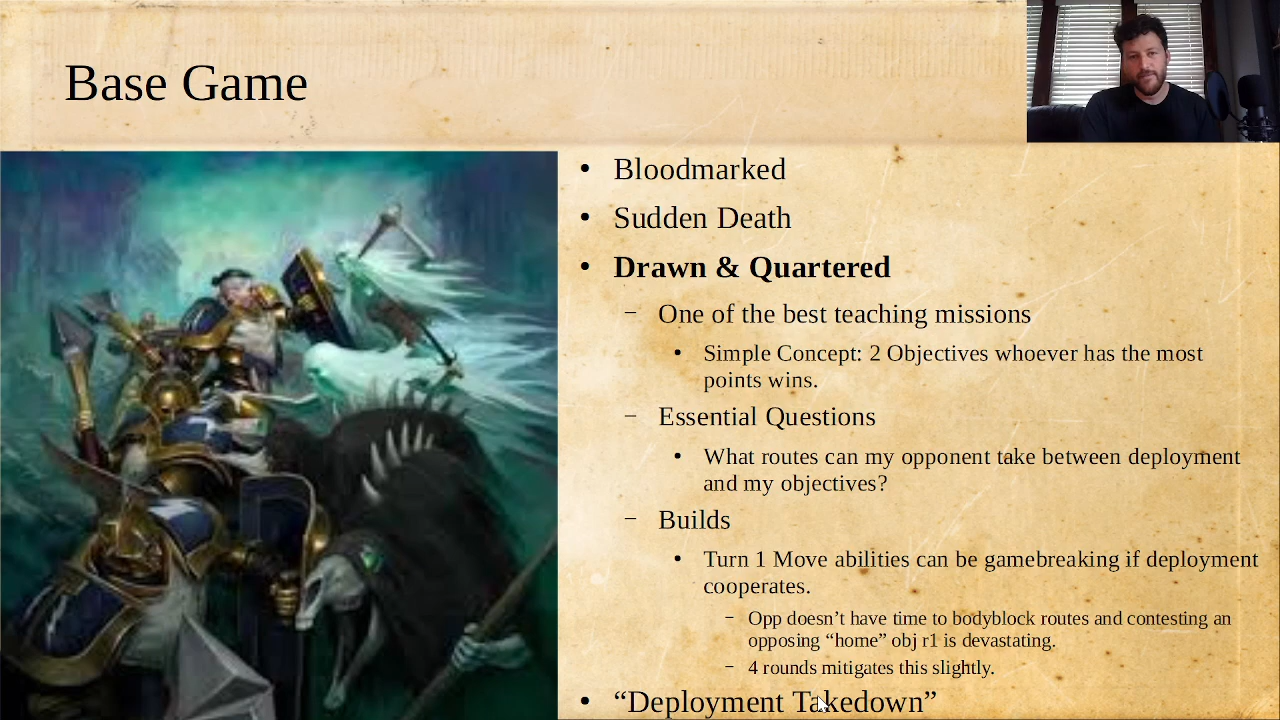 Base Game
• Bloodmarked
• Sudden Death
• Drawn & Quartered
– One of the best teaching missions
• Simple Concept: 2 Objectives whoever has the most
points wins.
– Essential Questions
• What routes can my opponent take between deployment
and my objectives?
– Builds
• Turn 1 Move abilities can be gamebreaking if deployment
cooperates.
– Opp doesn’t have time to bodyblock routes and contesting an
opposing “home” obj r1 is devastating.
– 4 rounds mitigates this slightly.
• “Deployment Takedown”